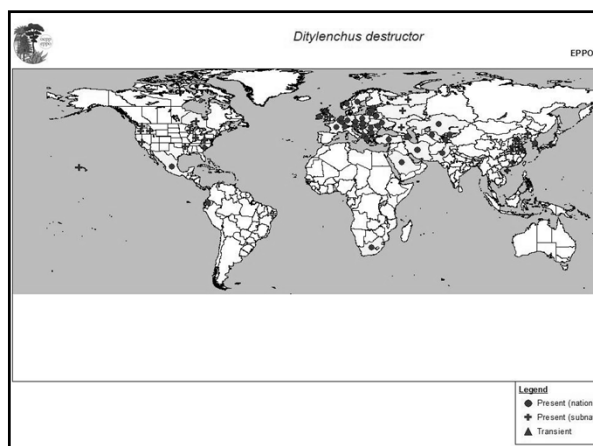 Ditylenchus destructor
EPPO
Legend
Present (nation
Present (subna
Transient